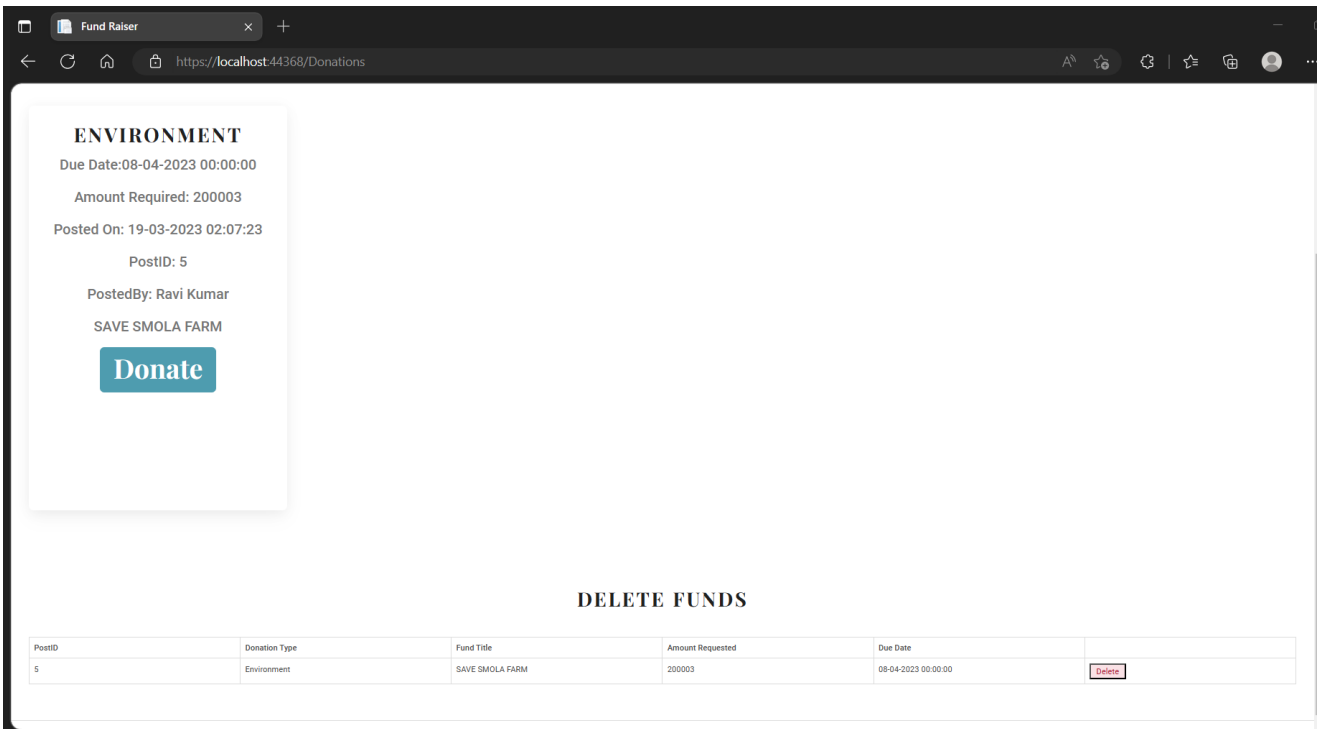 Fund Raiser
https://localhost:44368/Donations
ENVIRONMENT
Due Date:08-04-2023 00:00:00
Amount Required: 200003
Posted On: 19-03-2023 02:07:23
PostID: 5
PostedBy: Ravi Kumar
SAVE SMOLA FARM
Donate
DELETE FUNDS
PostID Donation Type Fund Title Amount Requested Due Date
5 Environment SAVE SMOLA FARM 200003 08-04-2023 00:00:00 Delete